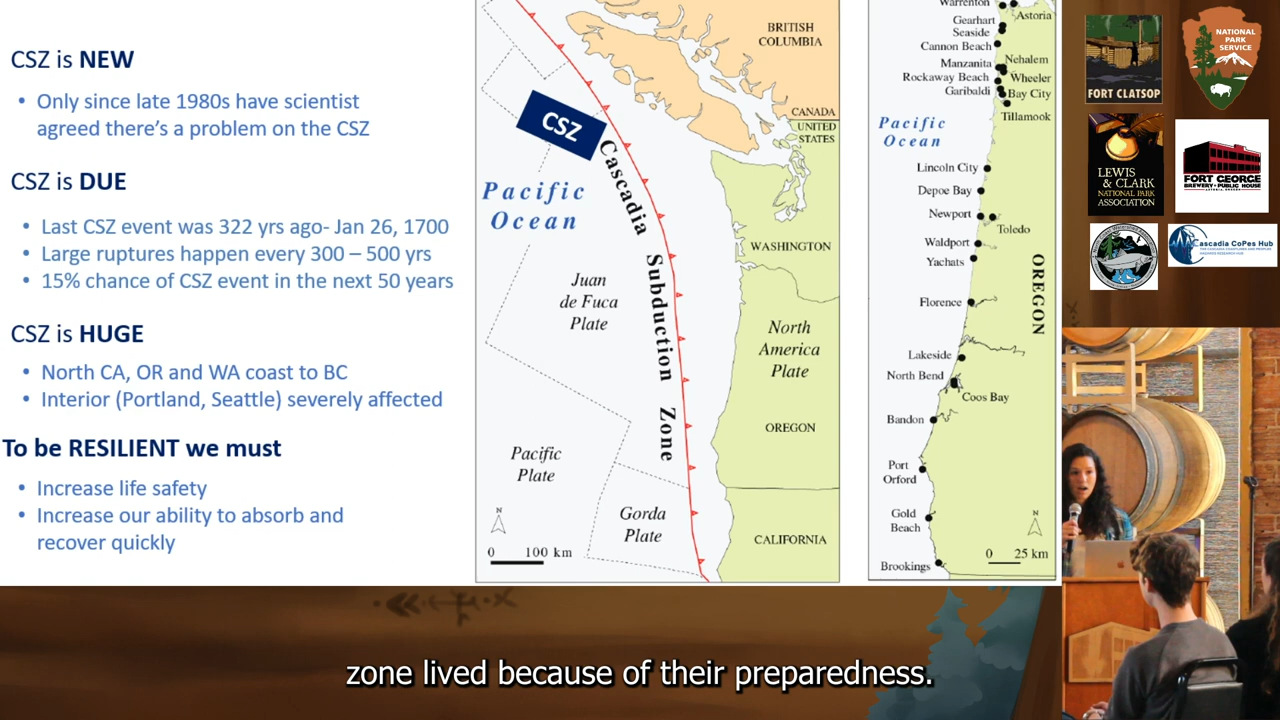 CSZ is NEW
• Only since late 1980s have scientist
agreed there's a problem on the CSZ
CSZ is DUE
• Last CSZ event was 322 yrs ago- Jan 26, 1700
• Large ruptures happen every 300 – 500 yrs
• 15% chance of CSZ event in the next 50 years
CSZ is HUGE
• North CA, OR and WA coast to BC
• Interior (Portland, Seattle) severely affected
To be RESILIENT we must
• Increase life safety
• Increase our ability to absorb and
recover quickly
BRITISH
COLUMBIA
CANADA
UNITED
STATES
CSZ
Cascadia Subduction Zone
Pacific
Ocean
WASHINGTON
Juan
de Fuca
Plate
North
America
Plate
OREGON
Pacific
Plate
Gorda
Plate
CALIFORNIA
N
0 100 km
Warrenton
Astoria
Gearhart
Seaside
Cannon Beach
Manzanita
Nehalem
Rockaway Beach
Wheeler
Garibaldi
Bay City
Tillamook
Pacific
Ocean
Lincoln City
Depoe Bay
Newport
Toledo
Waldport
Yachats
OREGON
Florence
Lakeside
North Bend
Coos Bay
Bandon
Port
Orford
Gold
Beach
N
0 25 km
Brookings
FORT CLATSOP
NATIONAL
PARK
SERVICE
LEWIS
& CLARK
NATIONAL PARK
ASSOCIATION
FORT GEORGE
BREWERY + PUBLIC HOUSE
Cascadia CoPes Hub
zone lived because of their preparedness.